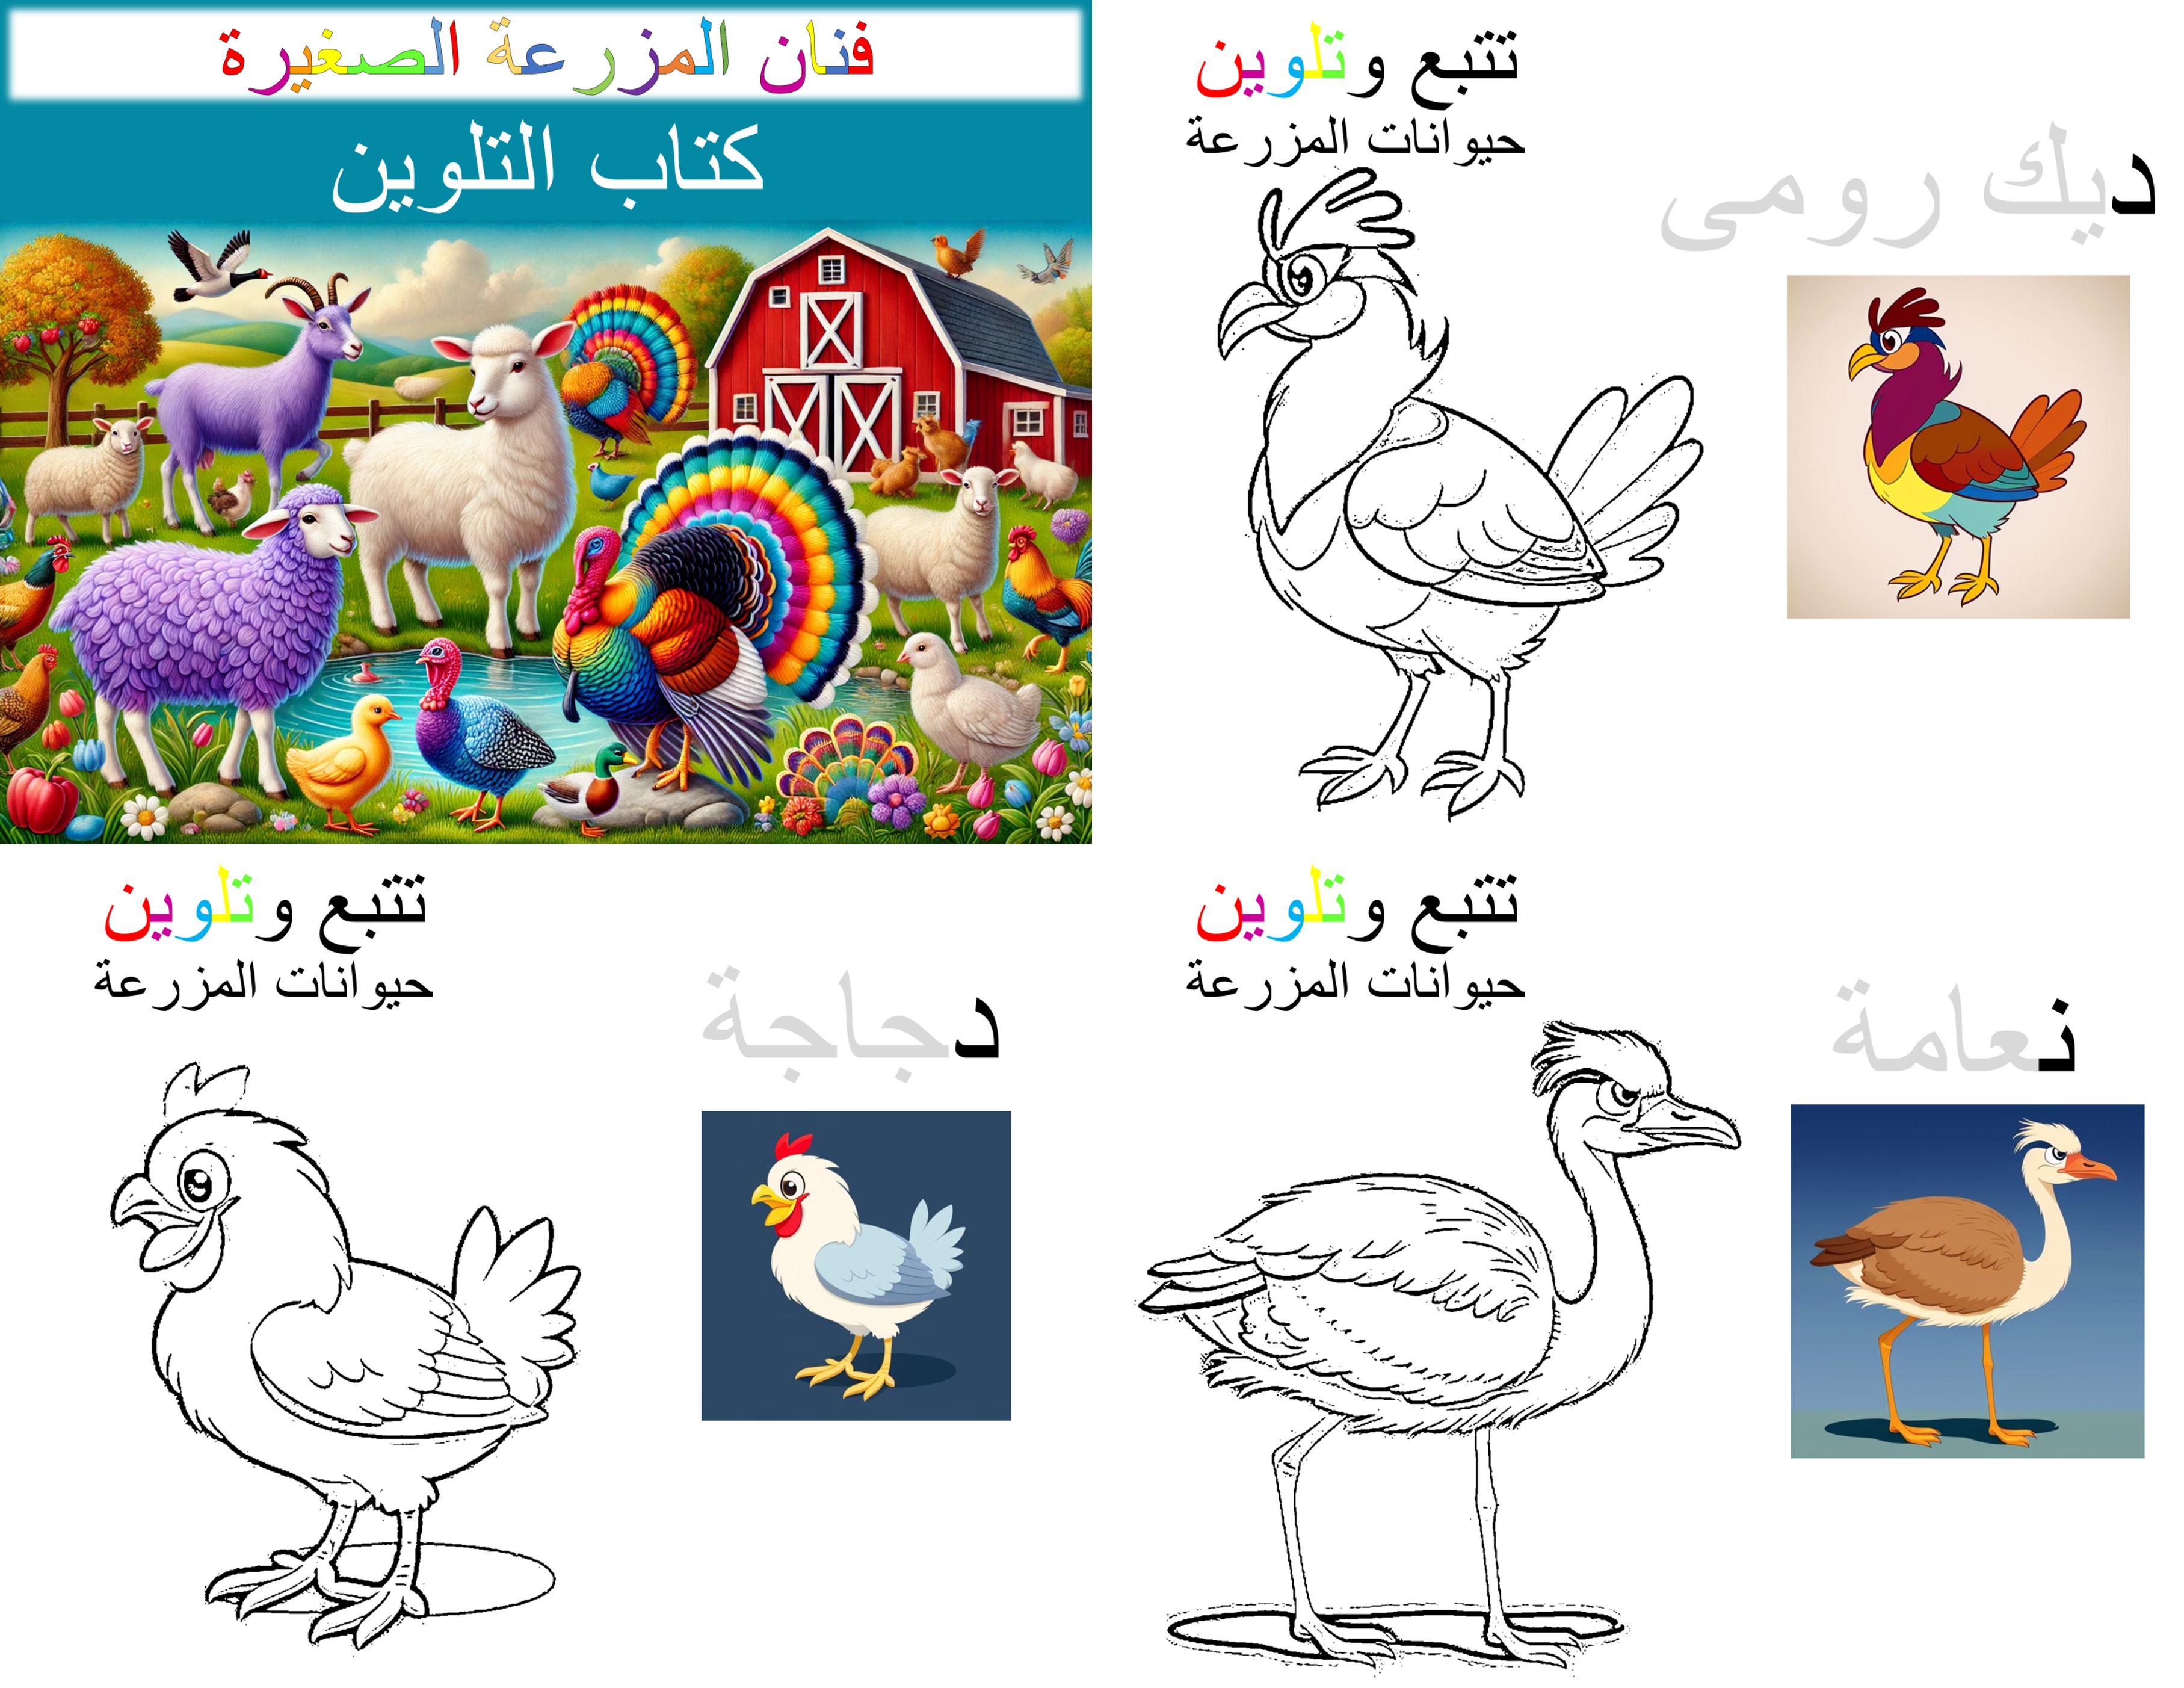 فنان المزرعة الصغيرة
كتاب التلوين
تتبع وتلوين
حيوانات المزرعة
ديك رومى
تتبع وتلوين
حيوانات المزرعة
دجاجة
تتبع وتلوين
حيوانات المزرعة
نعامة